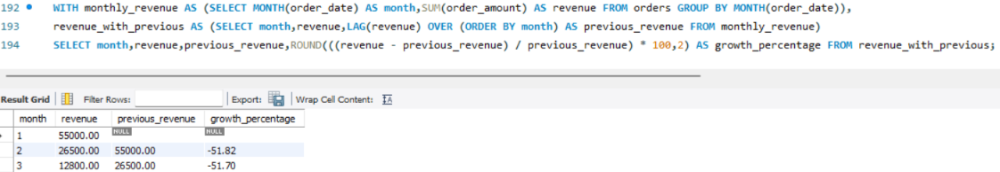 192 WITH monthly_revenue AS (SELECT MONTH(order_date) AS month,SUM(order_amount) AS revenue FROM orders GROUP BY MONTH(order_date)),
193 revenue_with_previous AS (SELECT month,revenue,LAG(revenue) OVER (ORDER BY month) AS previous_revenue FROM monthly_revenue)
194 SELECT month,revenue,previous_revenue,ROUND(((revenue - previous_revenue) / previous_revenue) * 100,2) AS growth_percentage FROM revenue_with_previous;
Result Grid Filter Rows: Export: Wrap Cell Content: IA
month revenue previous_revenue growth_percentage
1 55000.00 NULL NULL
2 26500.00 55000.00 -51.82
3 12800.00 26500.00 -51.70